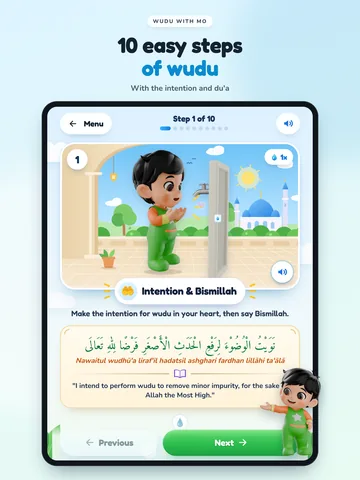 WUDU WITH MO
10 easy steps
of wudu
With the intention and du'a
← Menu
Step 1 of 10
1
1x
Intention & Bismillah
Make the intention for wudu in your heart, then say Bismillah.
نَوَيْتُ الْوُضُوْءَ لِرَفْعِ الْحَدَثِ الْأَصْغَرِ فَرْضًا لِلّٰهِ تَعَالَى
Nawaitul wudhū'a liraf'il hadatsil ashghari fardhan lillāhi ta'ālā
"I intend to perform wudu to remove minor impurity, for the sake
Allah the Most High."
← Previous
Next →